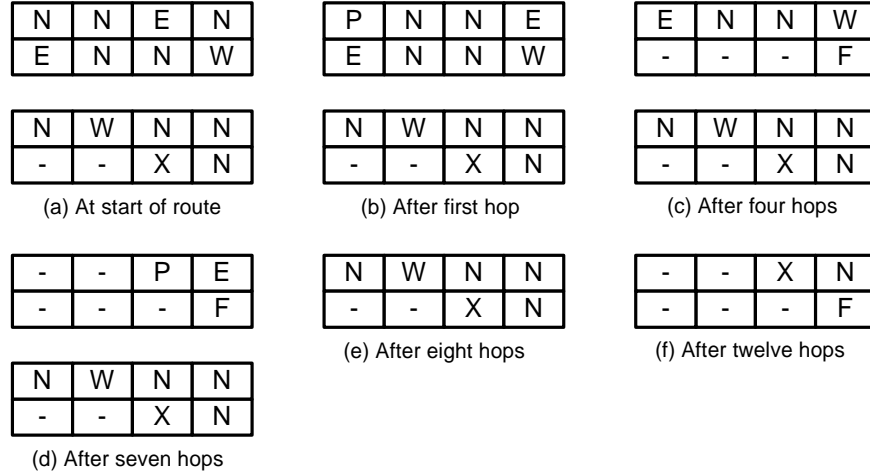 N N E N
E N N W
N W N N
- - X N
(a) At start of route
P N N E
E N N W
N W N N
- - X N
(b) After first hop
E N N W
- - - F
N W N N
- - X N
(c) After four hops
- - P E
- - - F
N W N N
- - X N
(d) After seven hops
N W N N
- - X N
(e) After eight hops
- - X N
- - - F
(f) After twelve hops